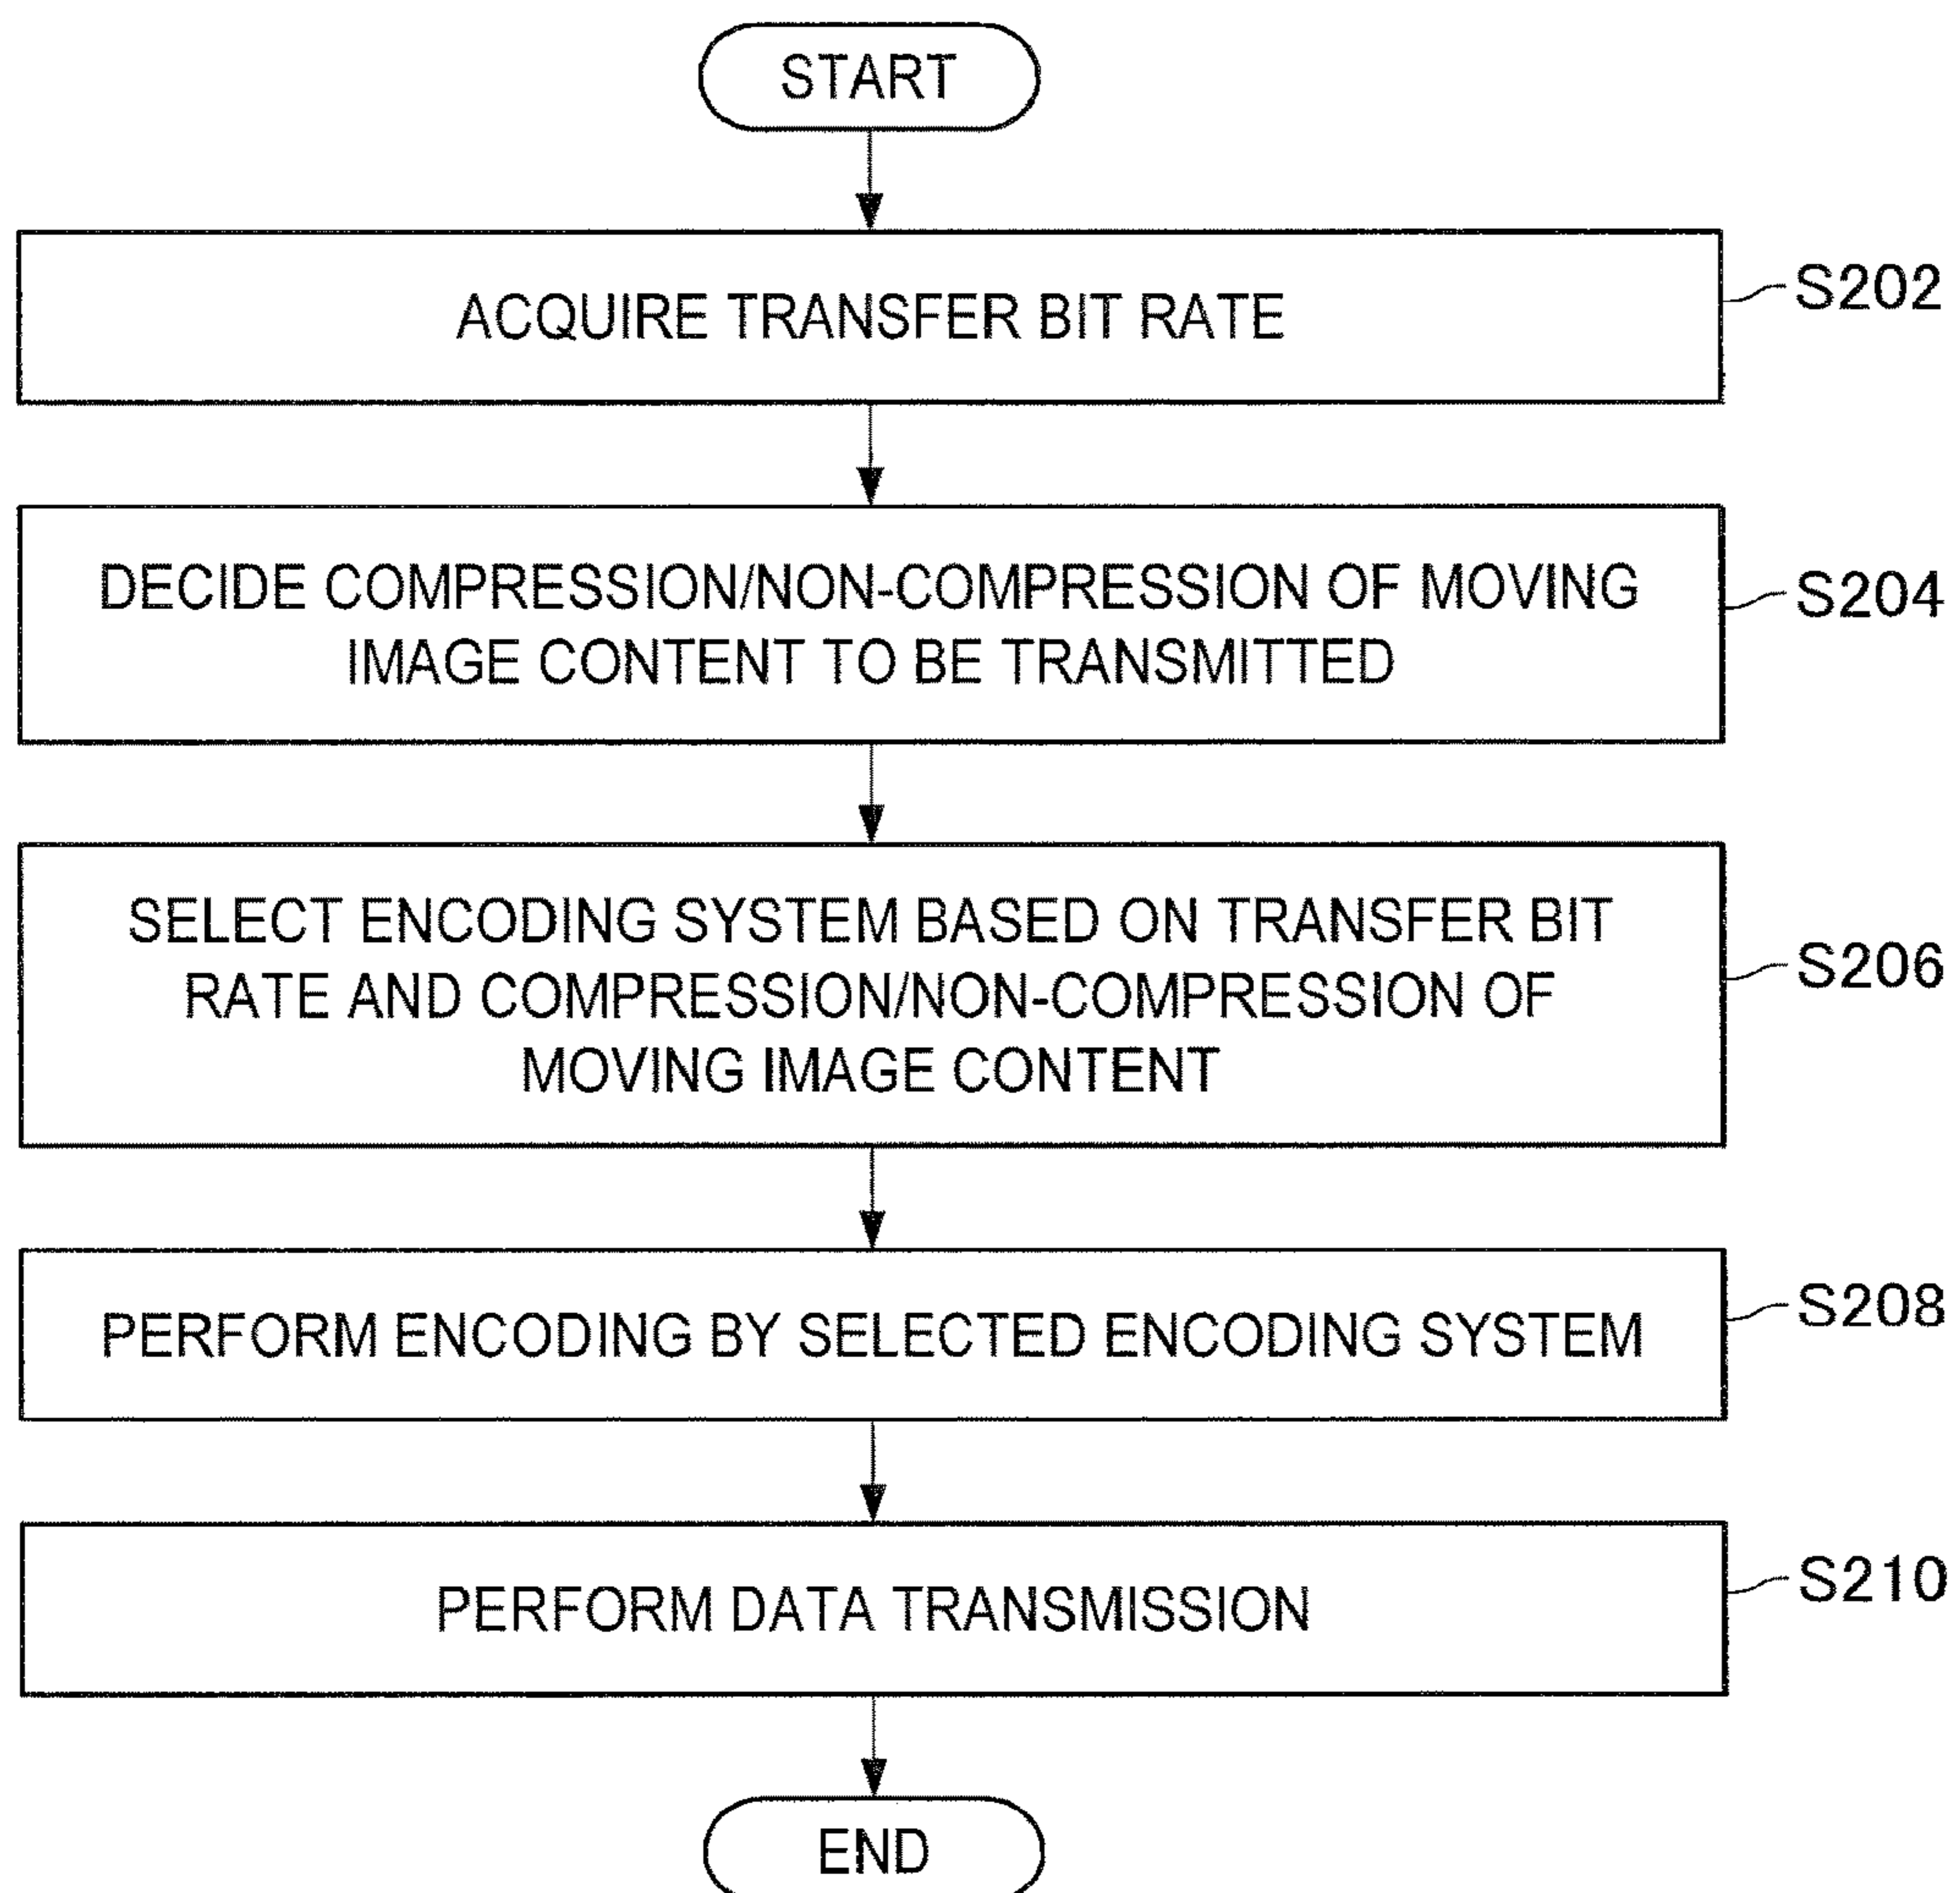 START
ACQUIRE TRANSFER BIT RATE
S202
DECIDE COMPRESSION/NON-COMPRESSION OF MOVING
IMAGE CONTENT TO BE TRANSMITTED
S204
SELECT ENCODING SYSTEM BASED ON TRANSFER BIT
RATE AND COMPRESSION/NON-COMPRESSION OF
MOVING IMAGE CONTENT
S206
PERFORM ENCODING BY SELECTED ENCODING SYSTEM
S208
PERFORM DATA TRANSMISSION
S210
END